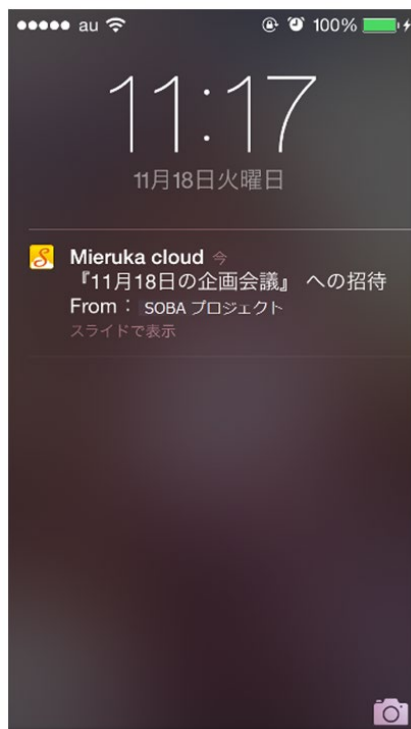 au 100%
11:17
11月18日火曜日
Mieruka cloud 今
『11月18日の企画会議』 への招待
From： SOBA プロジェクト
スライドで表示